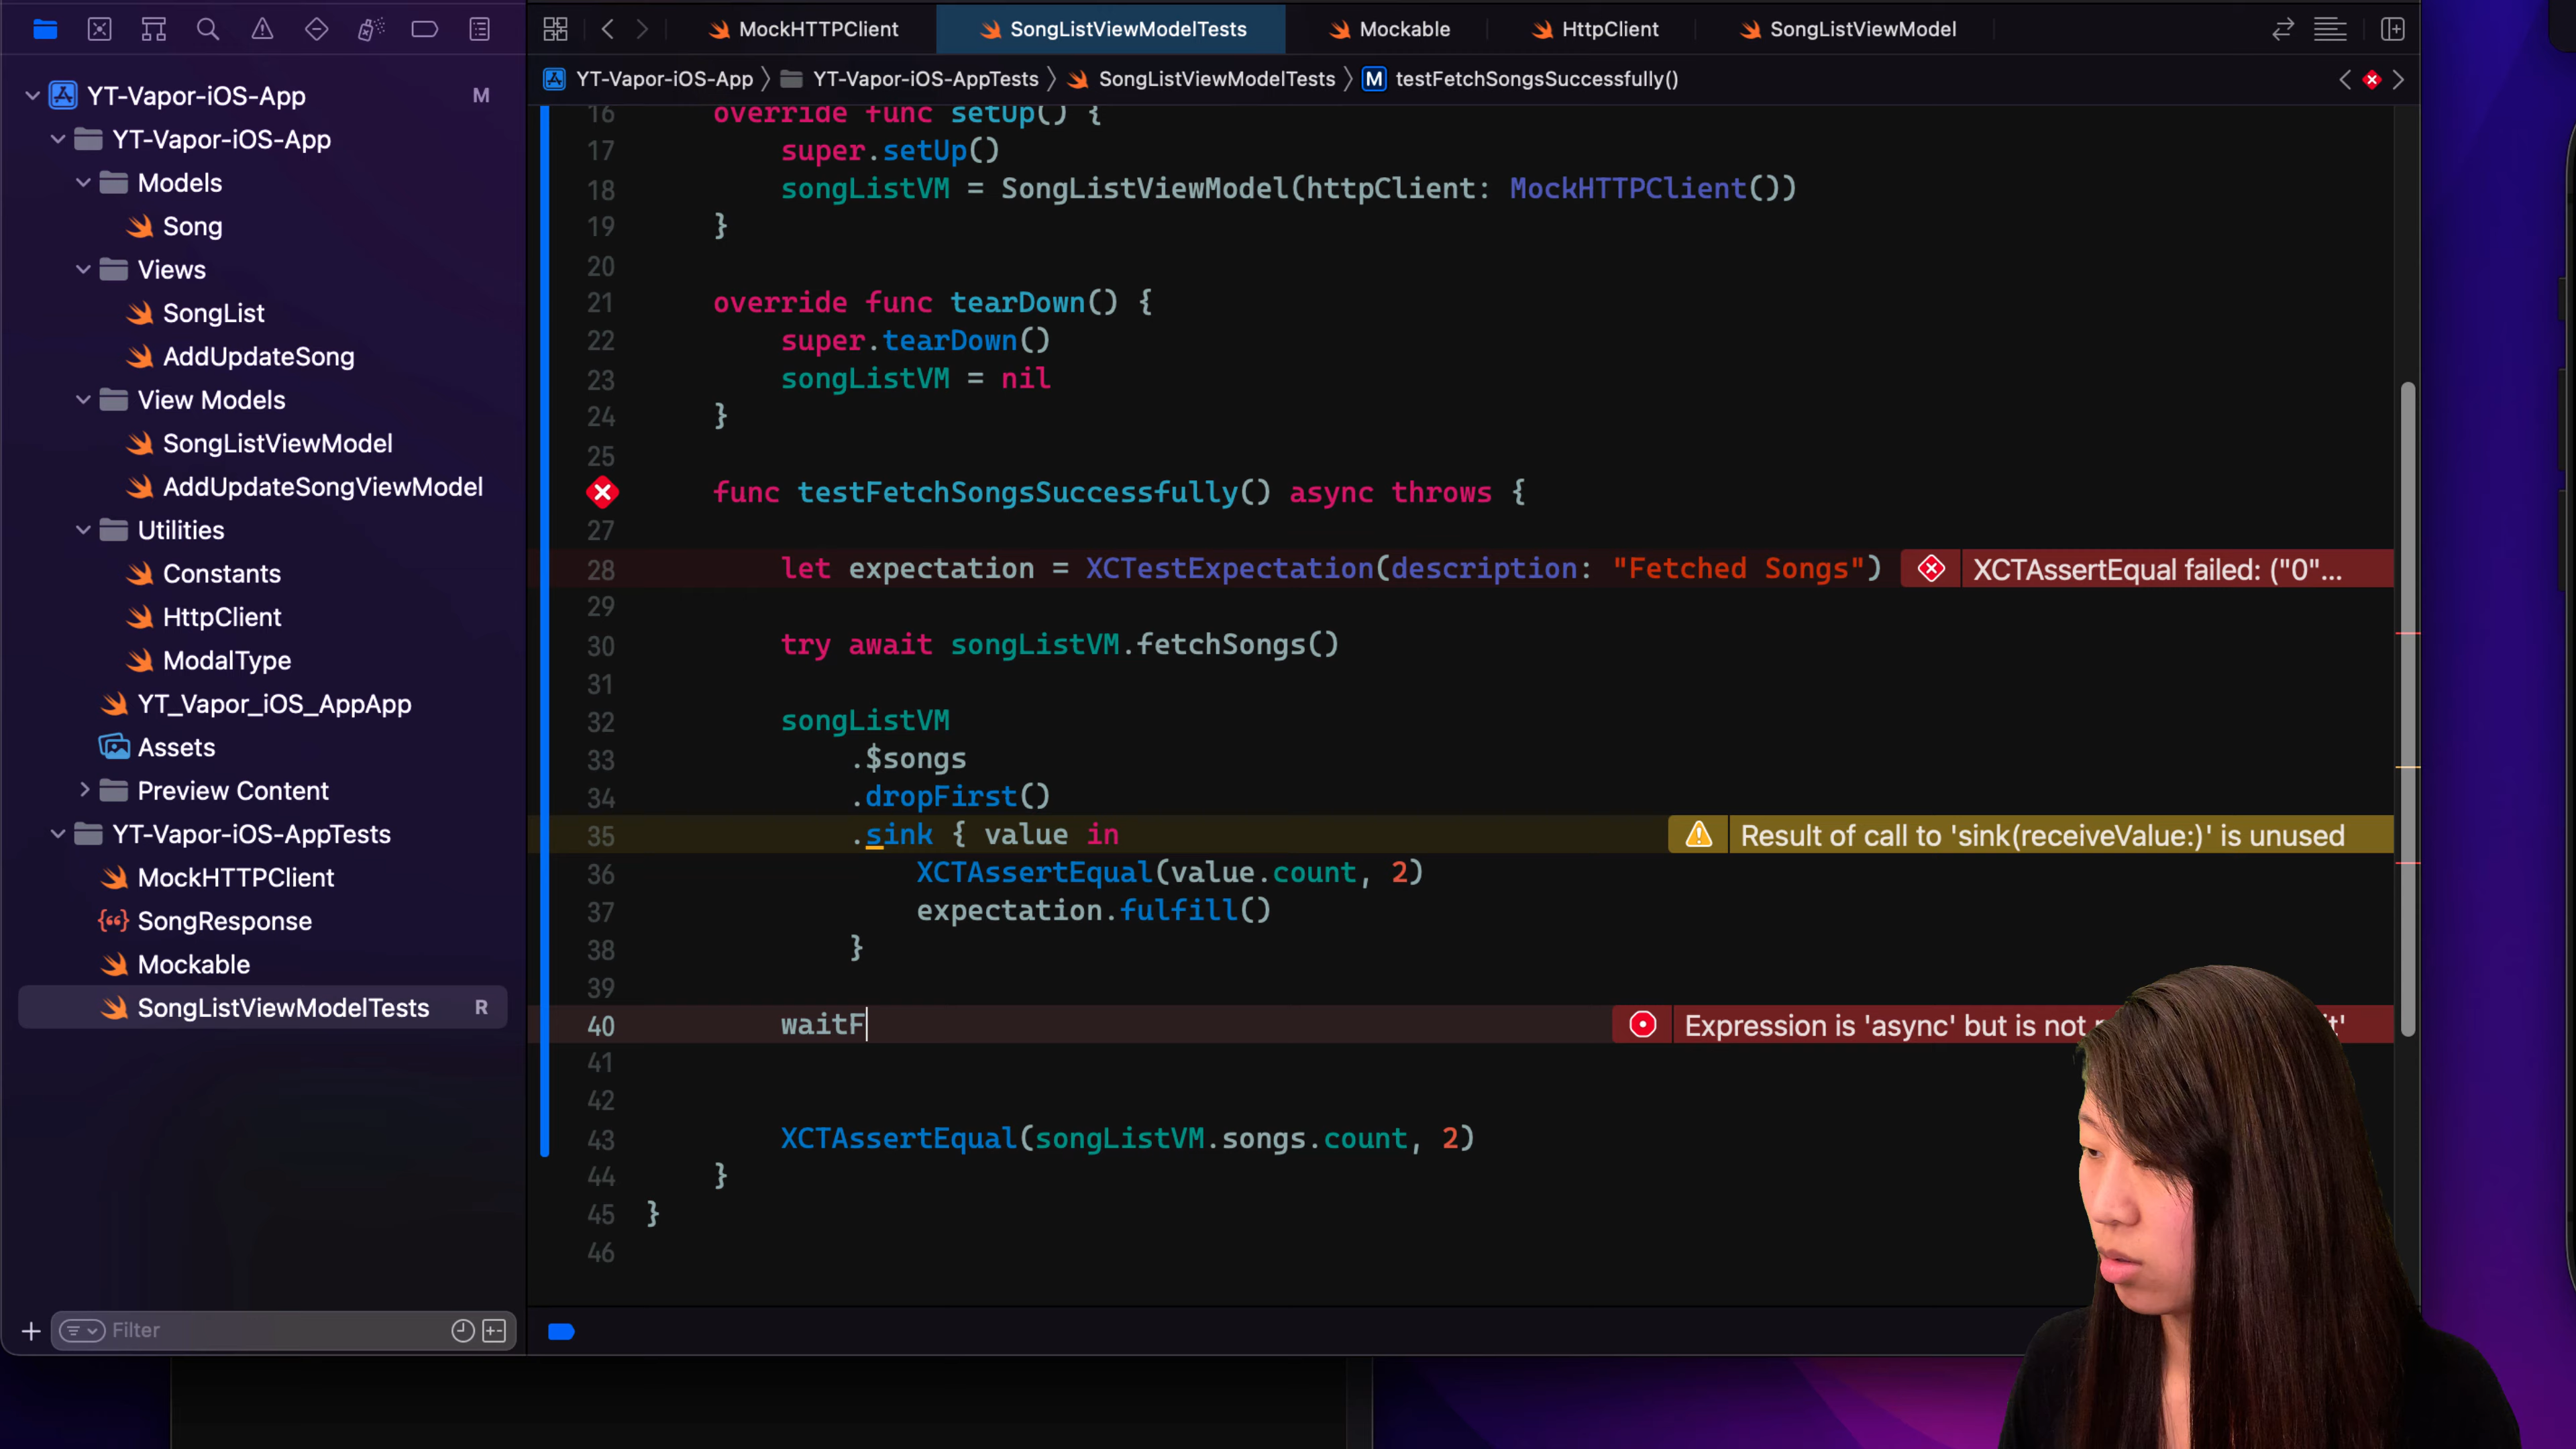 MockHTTPClient
SongListViewModelTests
Mockable
HttpClient
SongListViewModel
YT-Vapor-iOS-App
YT-Vapor-iOS-AppTests
SongListViewModelTests
M
testFetchSongsSuccessfully()
YT-Vapor-iOS-App
M
YT-Vapor-iOS-App
Models
Song
Views
SongList
AddUpdateSong
View Models
SongListViewModel
AddUpdateSongViewModel
Utilities
Constants
HttpClient
ModalType
YT_Vapor_iOS_AppApp
Assets
Preview Content
YT-Vapor-iOS-AppTests
MockHTTPClient
SongResponse
Mockable
SongListViewModelTests
R
Filter
16 override func setUp() {
17 super.setUp()
18 songListVM = SongListViewModel(httpClient: MockHTTPClient())
19 }
20
21 override func tearDown() {
22 super.tearDown()
23 songListVM = nil
24 }
25
func testFetchSongsSuccessfully() async throws {
27
28 let expectation = XCTestExpectation(description: "Fetched Songs")
XCTAssertEqual failed: ("0"...
29
30 try await songListVM.fetchSongs()
31
32 songListVM
33 .$songs
34 .dropFirst()
35 .sink { value in
Result of call to 'sink(receiveValue:)' is unused
36 XCTAssertEqual(value.count, 2)
37 expectation.fulfill()
38 }
39
40 waitF
Expression is 'async' but is not
41
42
43 XCTAssertEqual(songListVM.songs.count, 2)
44 }
45 }
46